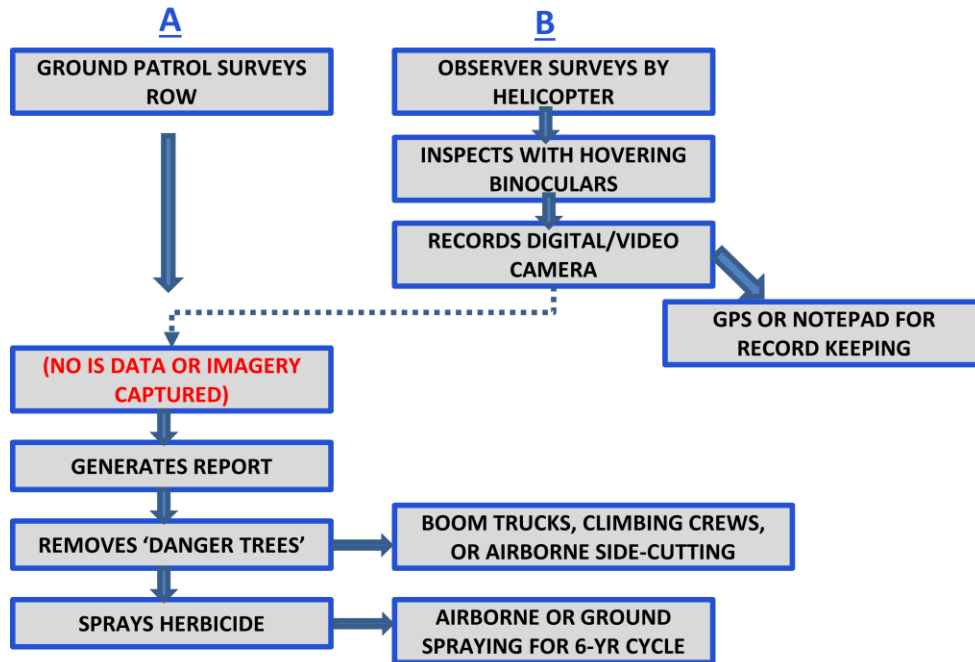 A
GROUND PATROL SURVEYS
ROW
B
OBSERVER SURVEYS BY
HELICOPTER
INSPECTS WITH HOVERING
BINOCULARS
RECORDS DIGITAL/VIDEO
CAMERA
GPS OR NOTEPAD FOR
RECORD KEEPING
(NO IS DATA OR IMAGERY
CAPTURED)
GENERATES REPORT
REMOVES ‘DANGER TREES’
BOOM TRUCKS, CLIMBING CREWS,
OR AIRBORNE SIDE-CUTTING
SPRAYS HERBICIDE
AIRBORNE OR GROUND
SPRAYING FOR 6-YR CYCLE